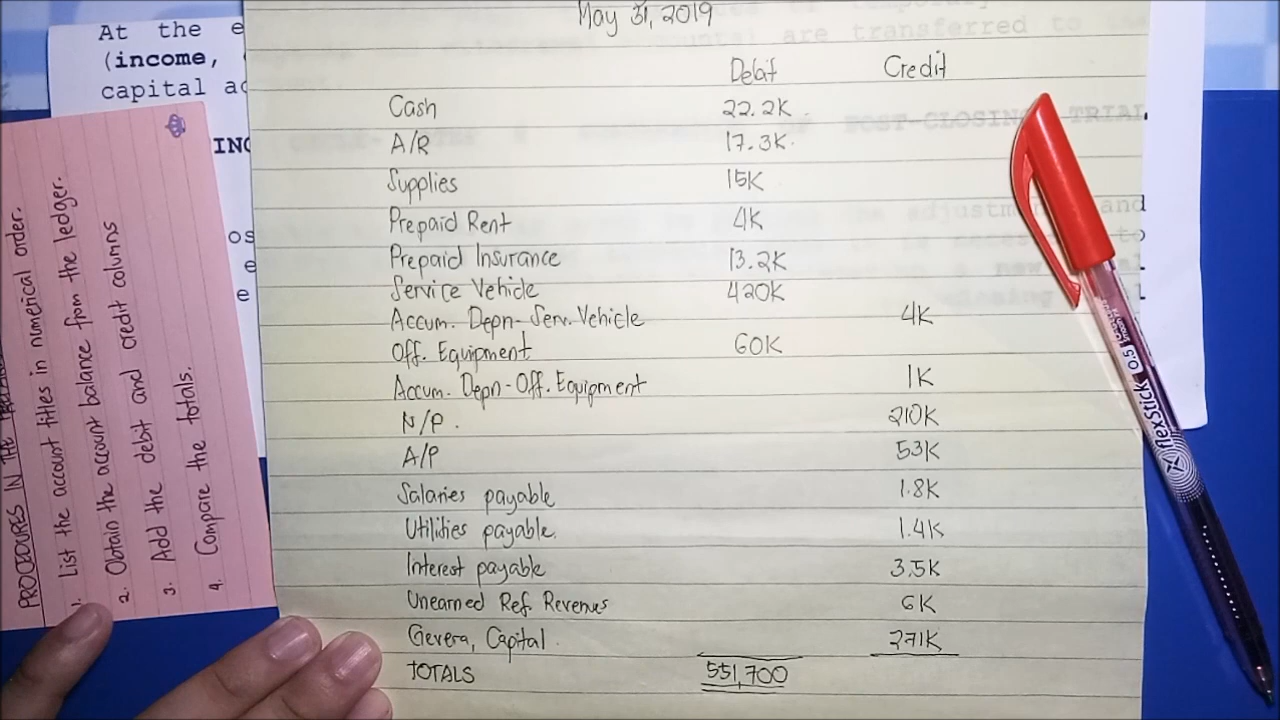 May 31, 2019
Debit Credit
Cash 22.2K
A/R 17.3K
Supplies 15K
Prepaid Rent 4K
Prepaid Insurance 13.2K
Service Vehicle 420K
Accum. Depn-Serv. Vehicle 4K
Off. Equipment 60K
Accum. Depn-Off. Equipment 1K
N/P. 210K
A/P 53K
Salaries payable 1.8K
Utilities payable. 1.4K
Interest payable 3.5K
Unearned Ref. Revenues 6K
Gevera, Capital 271K
TOTALS 551,700
At the e
(income,
capital ac
ING
POST-CLOSING TRIAL
are transferred to
adjustments and
PROCEDURES IN THE
1. List the account titles in numerical order.
2. Obtain the account balance from the ledger.
3. Add the debit and credit columns
4. Compare the totals.
flexstick 0.5